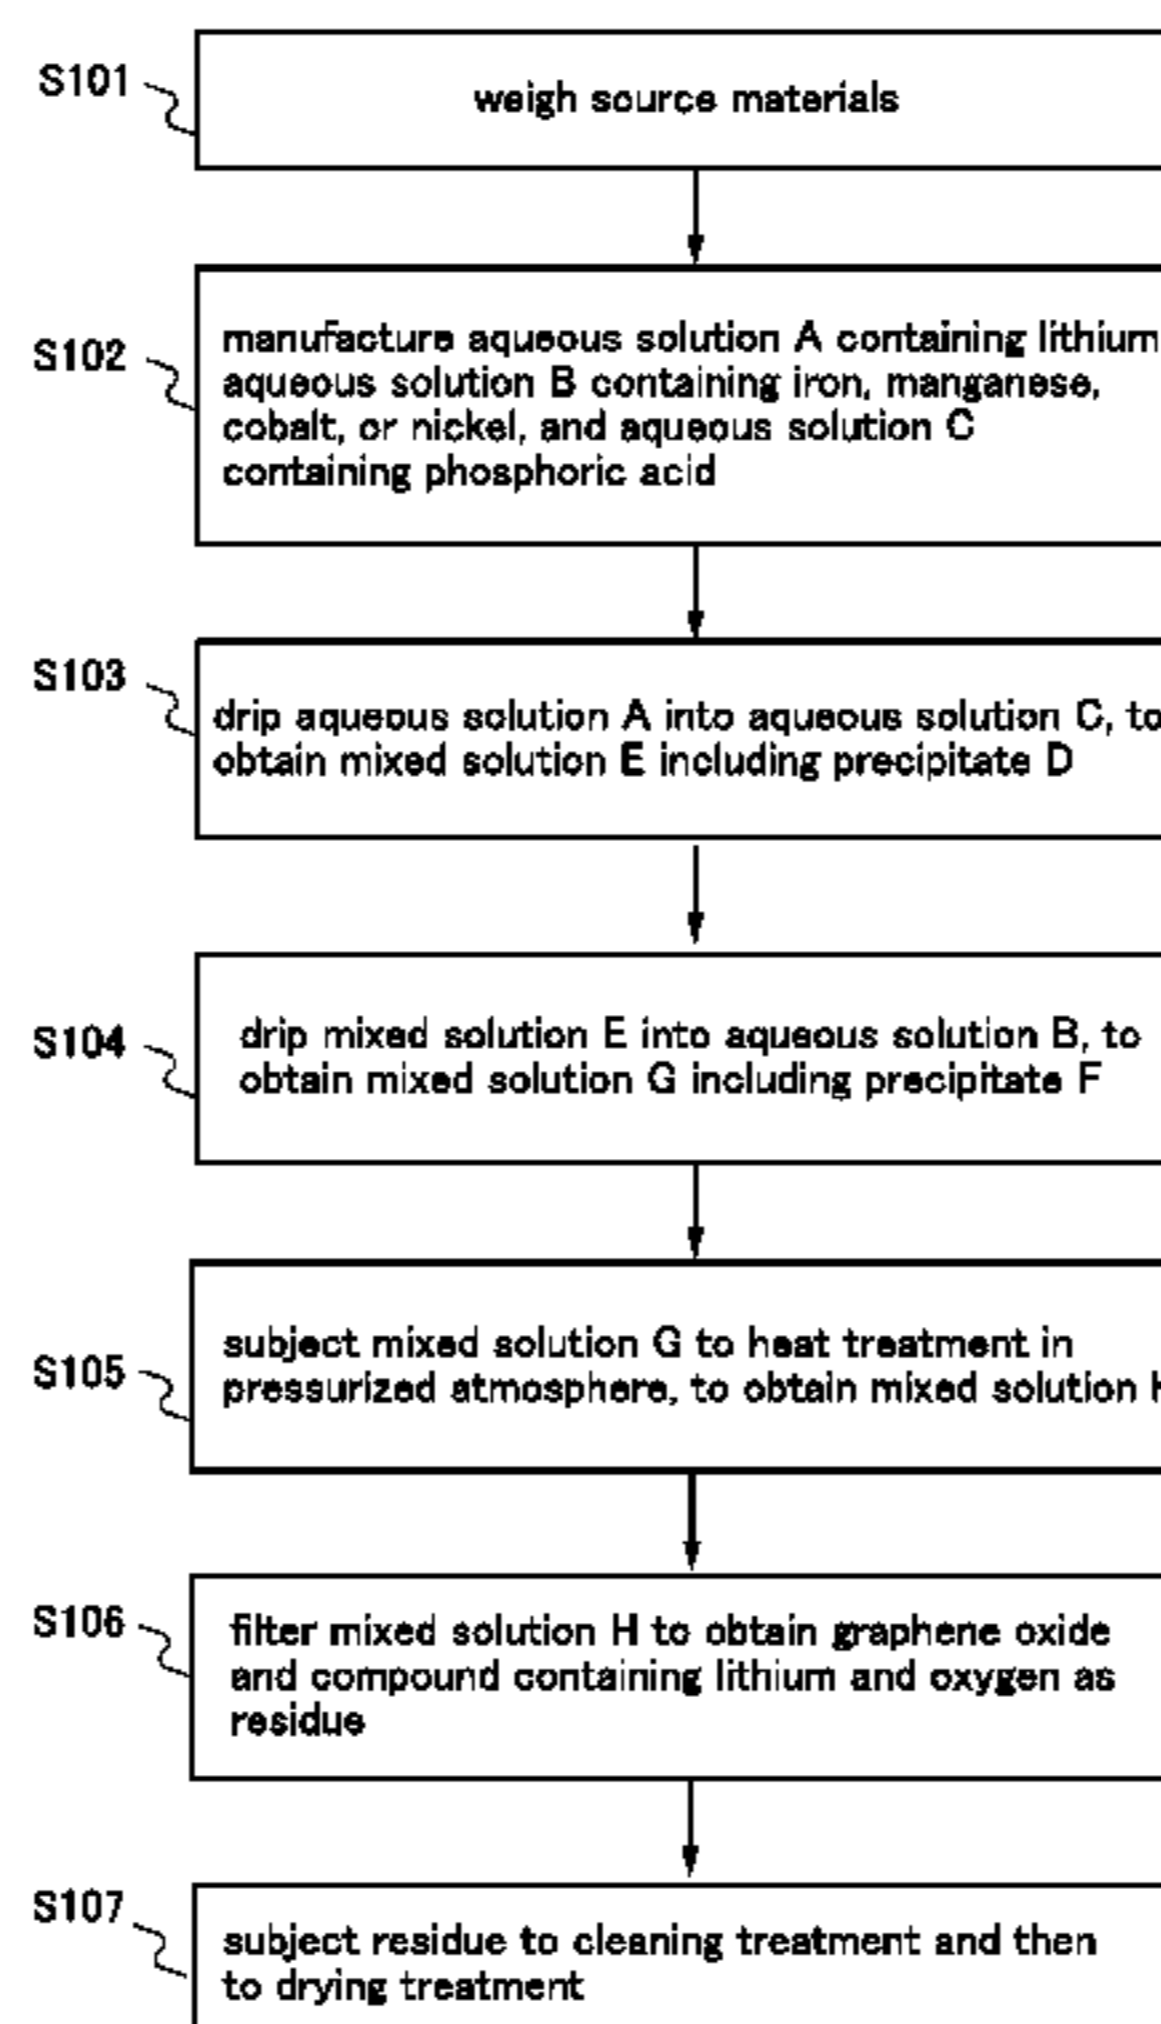 S101
weigh source materials
S102
manufacture aqueous solution A containing lithium
aqueous solution B containing iron, manganese,
cobalt, or nickel, and aqueous solution C
containing phosphoric acid
S103
drip aqueous solution A into aqueous solution C, to
obtain mixed solution E including precipitate D
S104
drip mixed solution E into aqueous solution B, to
obtain mixed solution G including precipitate F
S105
subject mixed solution G to heat treatment in
pressurized atmosphere, to obtain mixed solution
S106
filter mixed solution H to obtain graphene oxide
and compound containing lithium and oxygen as
residue
S107
subject residue to cleaning treatment and then
to drying treatment